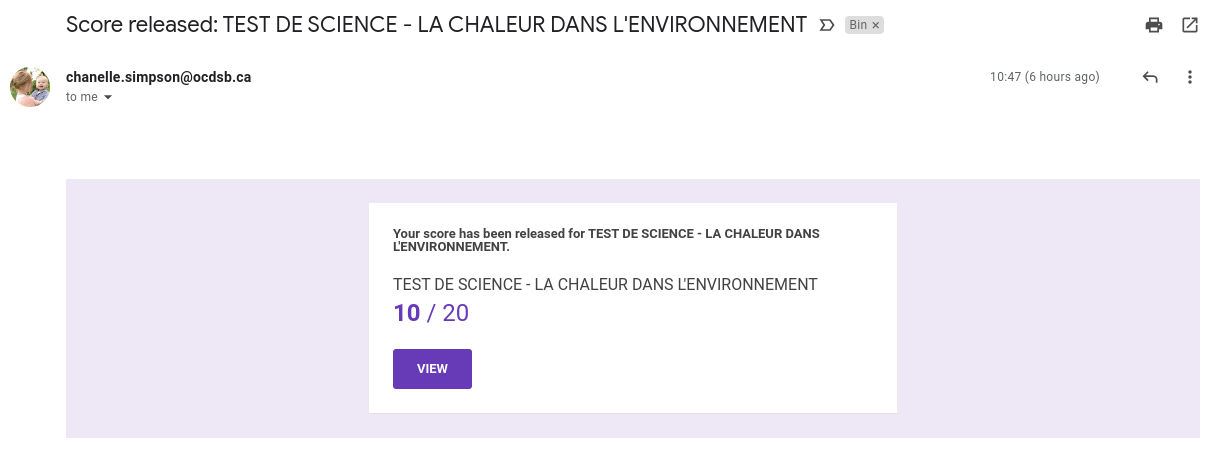 Score released: TEST DE SCIENCE - LA CHALEUR DANS L'ENVIRONNEMENT
Bin ×
chanelle.simpson@ocdsb.ca
10:47 (6 hours ago)
to me
Your score has been released for TEST DE SCIENCE - LA CHALEUR DANS
L'ENVIRONNEMENT.
TEST DE SCIENCE - LA CHALEUR DANS L'ENVIRONNEMENT
10 / 20
VIEW